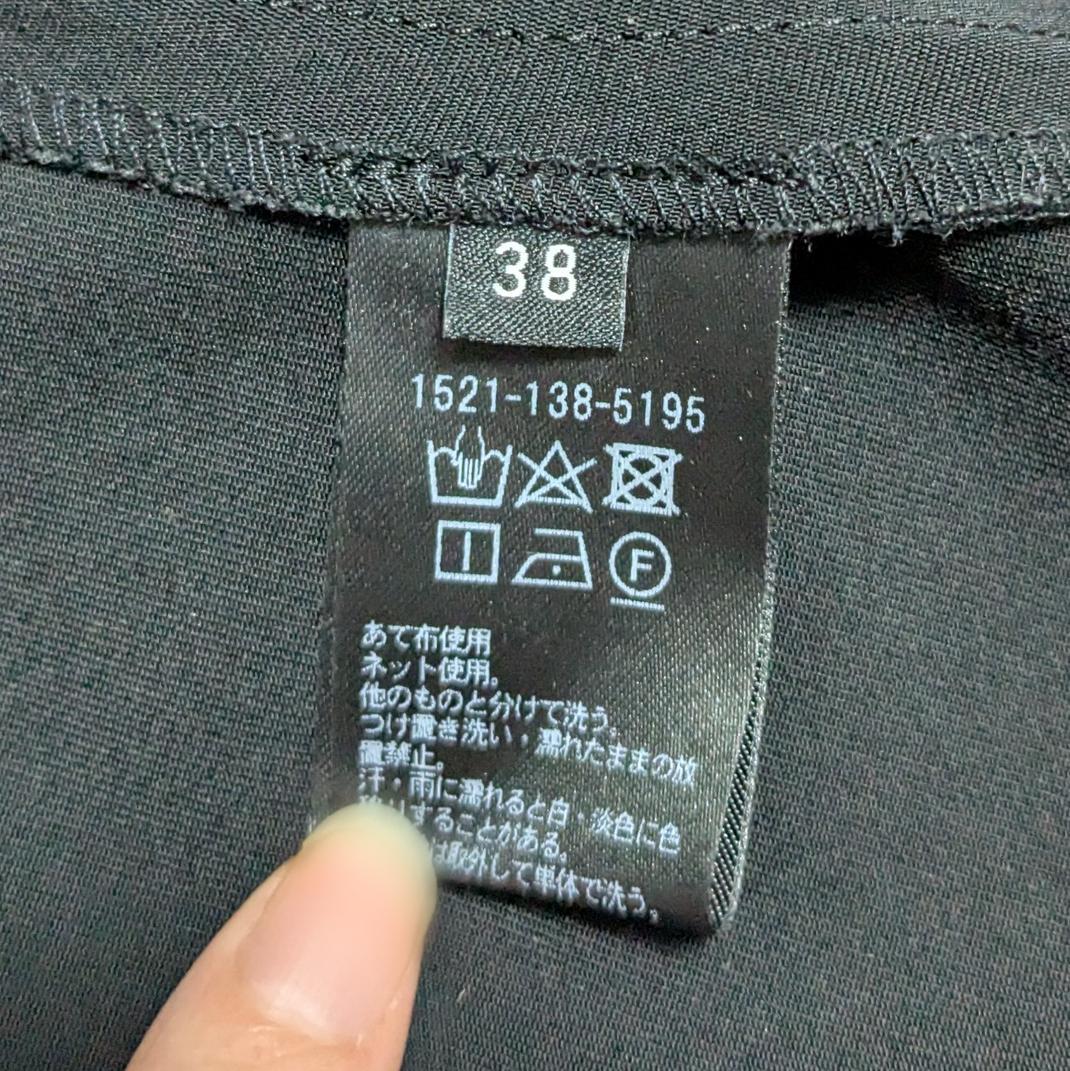 38
1521-138-5195
F
あて布使用
ネット使用。
他のものと分けて洗う。
つけ置き洗い・濡れたままの放
置禁止。
汗・雨に濡れると白・淡色に色
移りすることがある。
は取外して単体で洗う。